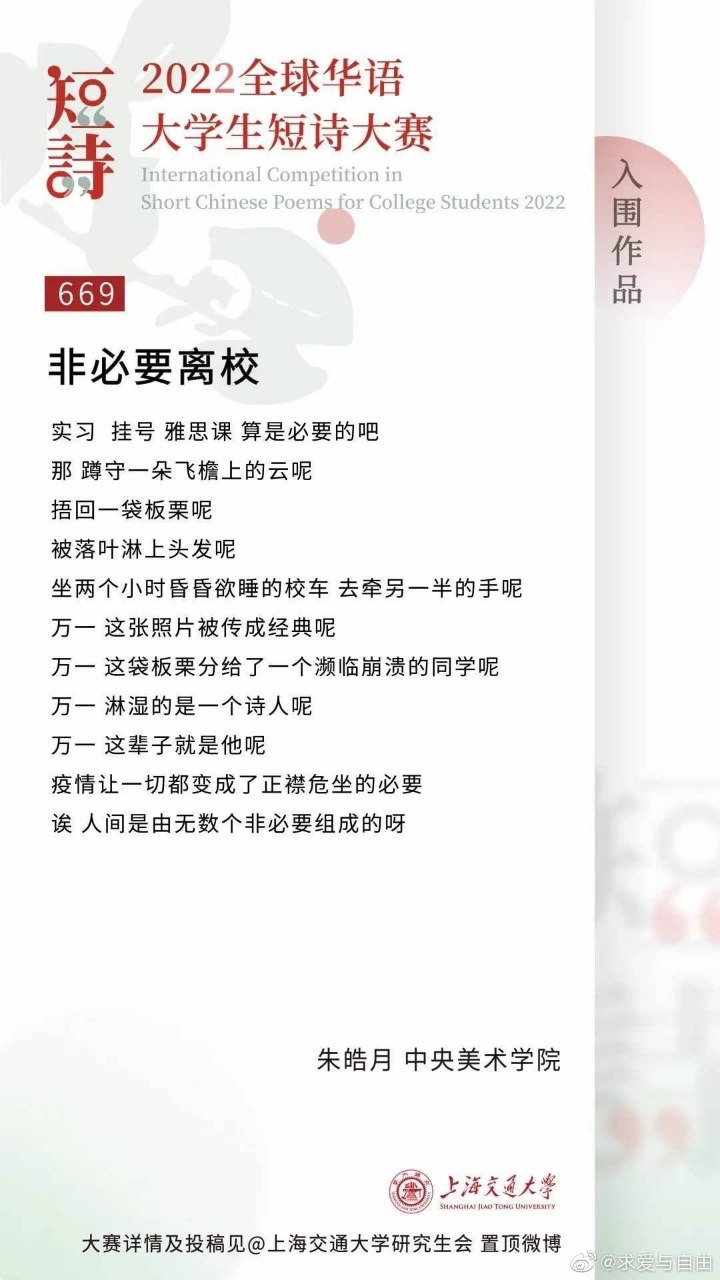 短詩
2022全球华语
大学生短诗大赛
International Competition in
Short Chinese Poems for College Students 2022
入围作品
669
非必要离校
实习 挂号 雅思课 算是必要的吧
那 蹲守一朵飞檐上的云呢
捂回一袋板栗呢
被落叶淋上头发呢
坐两个小时昏昏欲睡的校车 去牵另一半的手呢
万一 这张照片被传成经典呢
万一 这袋板栗分给了一个濒临崩溃的同学呢
万一 淋湿的是一个诗人呢
万一 这辈子就是他呢
疫情让一切都变成了正襟危坐的必要
诶 人间是由无数个非必要组成的呀
朱皓月 中央美术学院
上海交通大学
SHANGHAI JIAO TONG UNIVERSITY
大赛详情及投稿见@上海交通大学研究生会 置顶微博
@求爱与自由